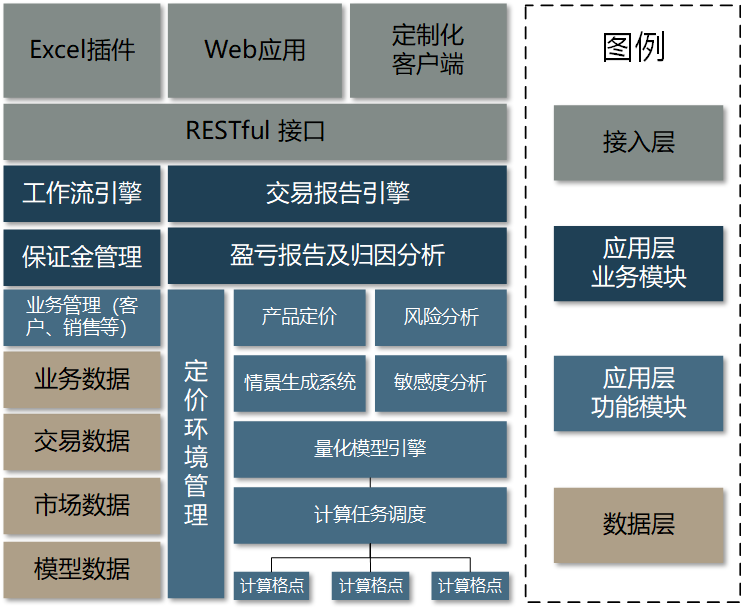 Excel插件
Web应用
定制化
客户端
RESTful 接口
工作流引擎
交易报告引擎
保证金管理
盈亏报告及归因分析
业务管理（客
户、销售等）
业务数据
交易数据
市场数据
模型数据
定
价
环
境
管
理
产品定价
风险分析
情景生成系统
敏感度分析
量化模型引擎
计算任务调度
计算格点
计算格点
计算格点
图例
接入层
应用层
业务模块
应用层
功能模块
数据层